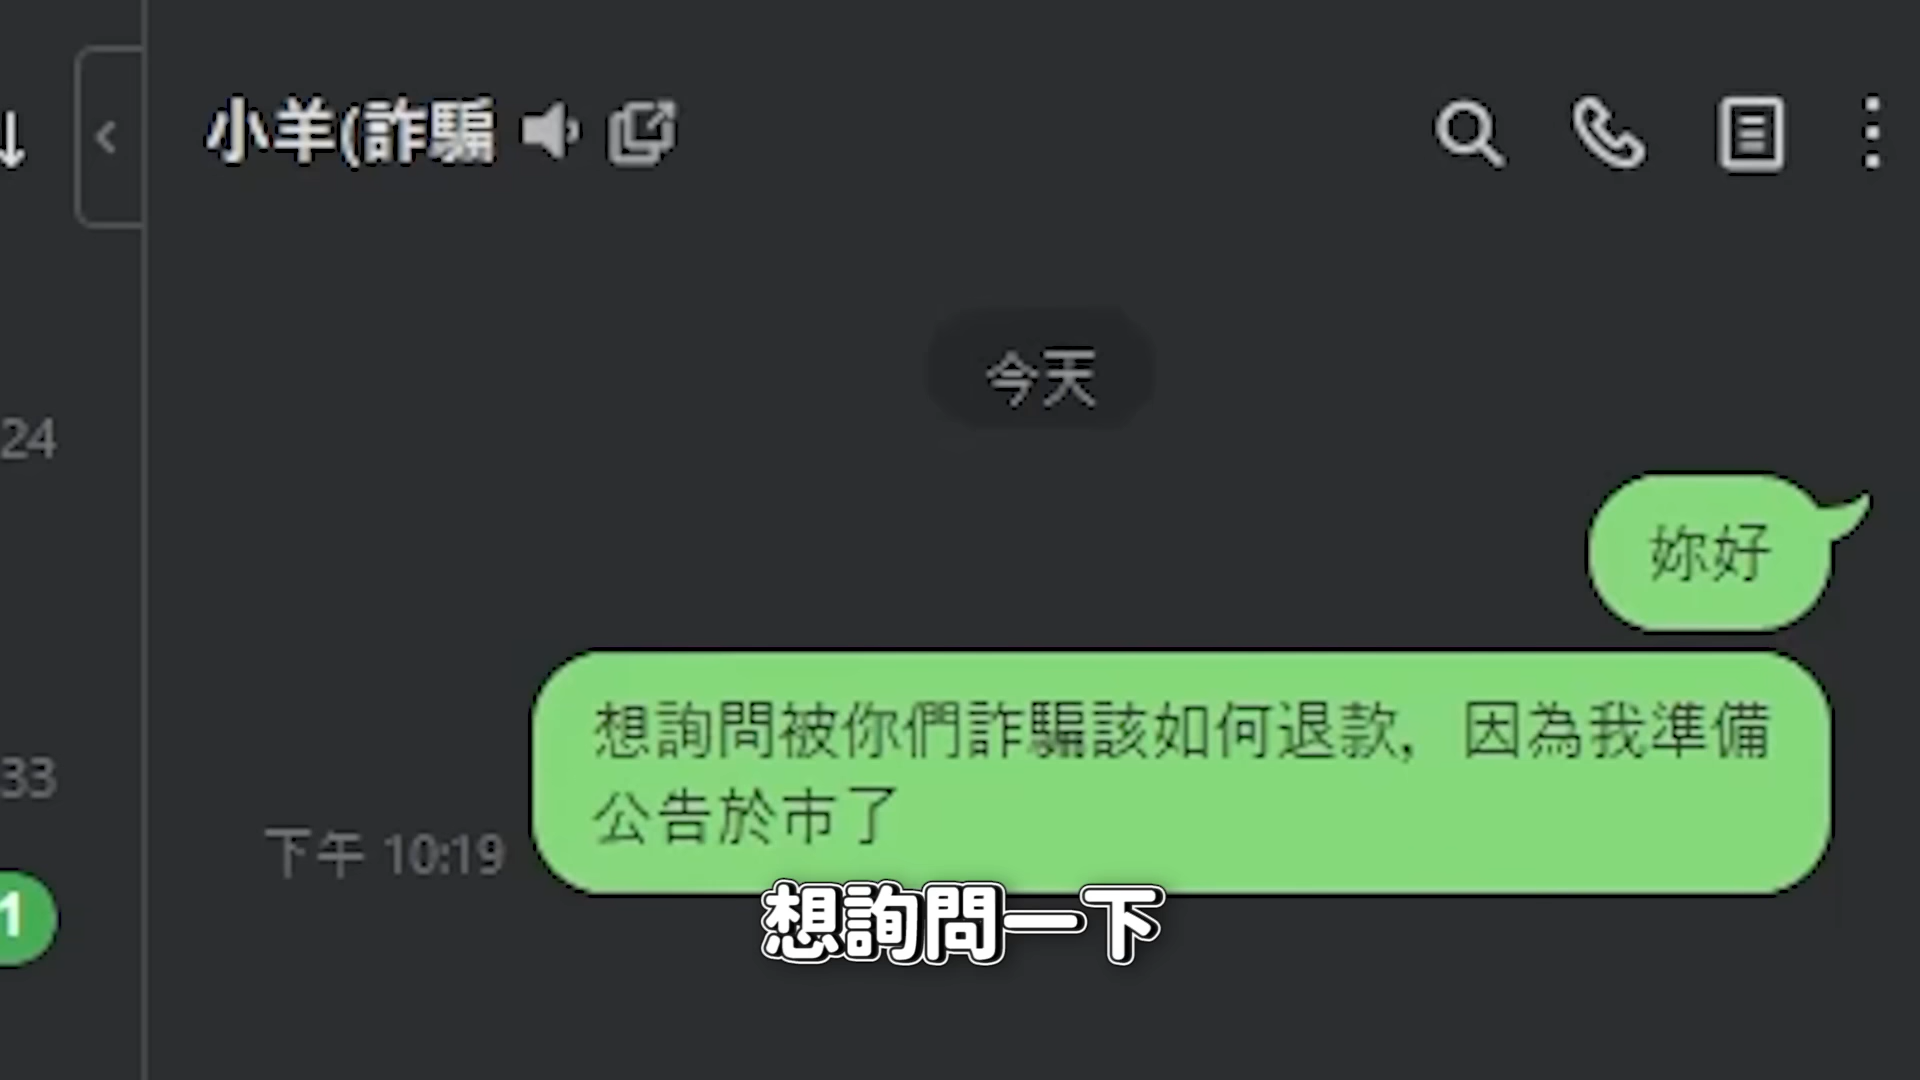 小羊(詐騙
今天
24
妳好
想詢問被你們詐騙該如何退款，因為我準備
公告於市了
33
下午 10:19
1
想詢問一下